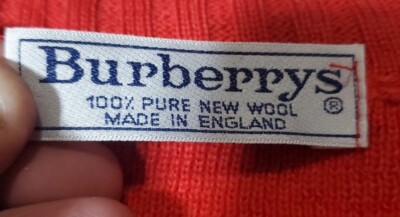 Burberrys
100% PURE NEW WOOL ®
MADE IN ENGLAND